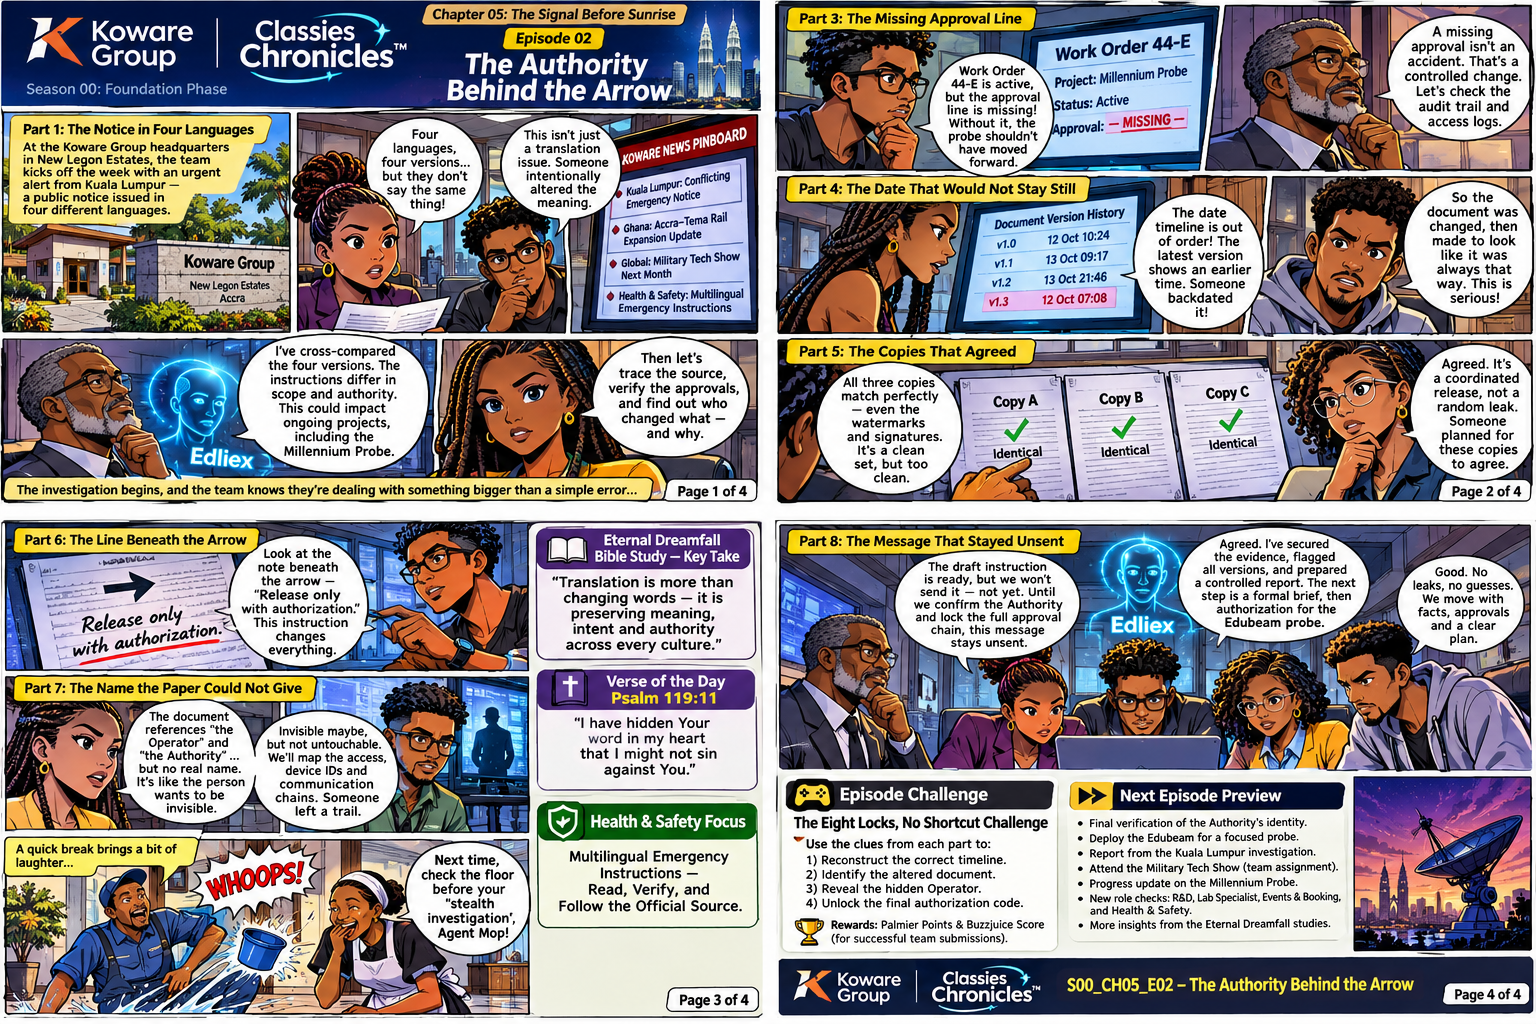 Koware
Group
Classies
Chronicles™
Season 00: Foundation Phase
Chapter 05: The Signal Before Sunrise
Episode 02
The Authority
Behind the Arrow
Part 1: The Notice in Four Languages
At the Koware Group headquarters
in New Legon Estates, the team
kicks off the week with an urgent
alert from Kuala Lumpur —
a public notice issued in
four different languages.
Koware Group
New Legon Estates
Accra
Four
languages,
four versions...
but they don't
say the same
thing!
This isn't just
a translation
issue. Someone
intentionally
altered the
meaning.
KOWARE NEWS PINBOARD
Kuala Lumpur: Conflicting
Emergency Notice
Ghana: Accra–Tema Rail
Expansion Update
Global: Military Tech Show
Next Month
Health & Safety: Multilingual
Emergency Instructions
Edliex
I've cross-compared
the four versions. The
instructions differ in
scope and authority.
This could impact
ongoing projects,
including the
Millennium Probe.
Then let's
trace the source,
verify the approvals,
and find out who
changed what —
and why.
The investigation begins, and the team knows they're dealing with something bigger than a simple error...
Page 1 of 4
Part 3: The Missing Approval Line
Work Order
44-E is active,
but the approval
line is missing!
Without it, the
probe shouldn't
have moved
forward.
Work Order 44-E
Project: Millennium Probe
Status: Active
Approval: — MISSING —
A missing
approval isn't an
accident. That's a
controlled change.
Let's check the
audit trail and
access logs.
Part 4: The Date That Would Not Stay Still
Document Version History
v1.0 12 Oct 10:24
v1.1 13 Oct 09:17
v1.2 13 Oct 21:46
v1.3 12 Oct 07:08
The date
timeline is
out of order! The
latest version
shows an earlier
time. Someone
backdated
it!
So the
document was
changed, then
made to look
like it was
always that
way. This is
serious!
Part 5: The Copies That Agreed
All three copies
match perfectly
— even the
watermarks
and signatures.
It's a clean
set, but too
clean.
Copy A
Identical
Copy B
Identical
Copy C
Identical
Agreed. It's
a coordinated
release, not a
random leak.
Someone
planned for
these copies
to agree.
Page 2 of 4
Part 6: The Line Beneath the Arrow
Release only
with authorization.
Look at the
note beneath
the arrow —
"Release only
with authorization."
This instruction
changes
everything.
Part 7: The Name the Paper Could Not Give
The document
references "the
Operator" and
"the Authority" ...
but no real name.
It's like the person
wants to be
invisible.
Invisible maybe,
but not untouchable.
We'll map the access,
device IDs and
communication
chains. Someone
left a trail.
A quick break brings a bit of
laughter...
WHOOPS!
Next time,
check the floor
before your
"stealth
investigation',
Agent Mop!
Eternal Dreamfall
Bible Study — Key Take
"Translation is more than
changing words — it is
preserving meaning,
intent and authority
across every culture."
Verse of the Day
Psalm 119:11
"I have hidden Your
word in my heart
that I might not sin
against You."
Health & Safety Focus
Multilingual Emergency
Instructions —
Read, Verify, and
Follow the Official Source.
Page 3 of 4
Part 8: The Message That Stayed Unsent
The draft instruction
is ready, but we won't
send it — not yet. Until
we confirm the Authority
and lock the full approval
chain, this message
stays unsent.
Edliex
Agreed. I've secured
the evidence, flagged
all versions, and prepared
a controlled report. The next
step is a formal brief, then
authorization for the
Edubeam probe.
Good. No
leaks, no guesses.
We move with
facts, approvals
and a clear
plan.
Episode Challenge
The Eight Locks, No Shortcut Challenge
Use the clues from each part to:
1) Reconstruct the correct timeline.
2) Identify the altered document.
3) Reveal the hidden Operator.
4) Unlock the final authorization code.
Rewards: Palmier Points & Buzzjuice Score
(for successful team submissions).
Next Episode Preview
• Final verification of the Authority's identity.
• Deploy the Edubeam for a focused probe.
• Report from the Kuala Lumpur investigation.
• Attend the Military Tech Show (team assignment).
• Progress update on the Millennium Probe.
• New role checks: R&D, Lab Specialist, Events & Booking,
and Health & Safety.
• More insights from the Eternal Dreamfall studies.
Koware
Group
Classies
Chronicles™
S00_CH05_E02 – The Authority Behind the Arrow
Page 4 of 4